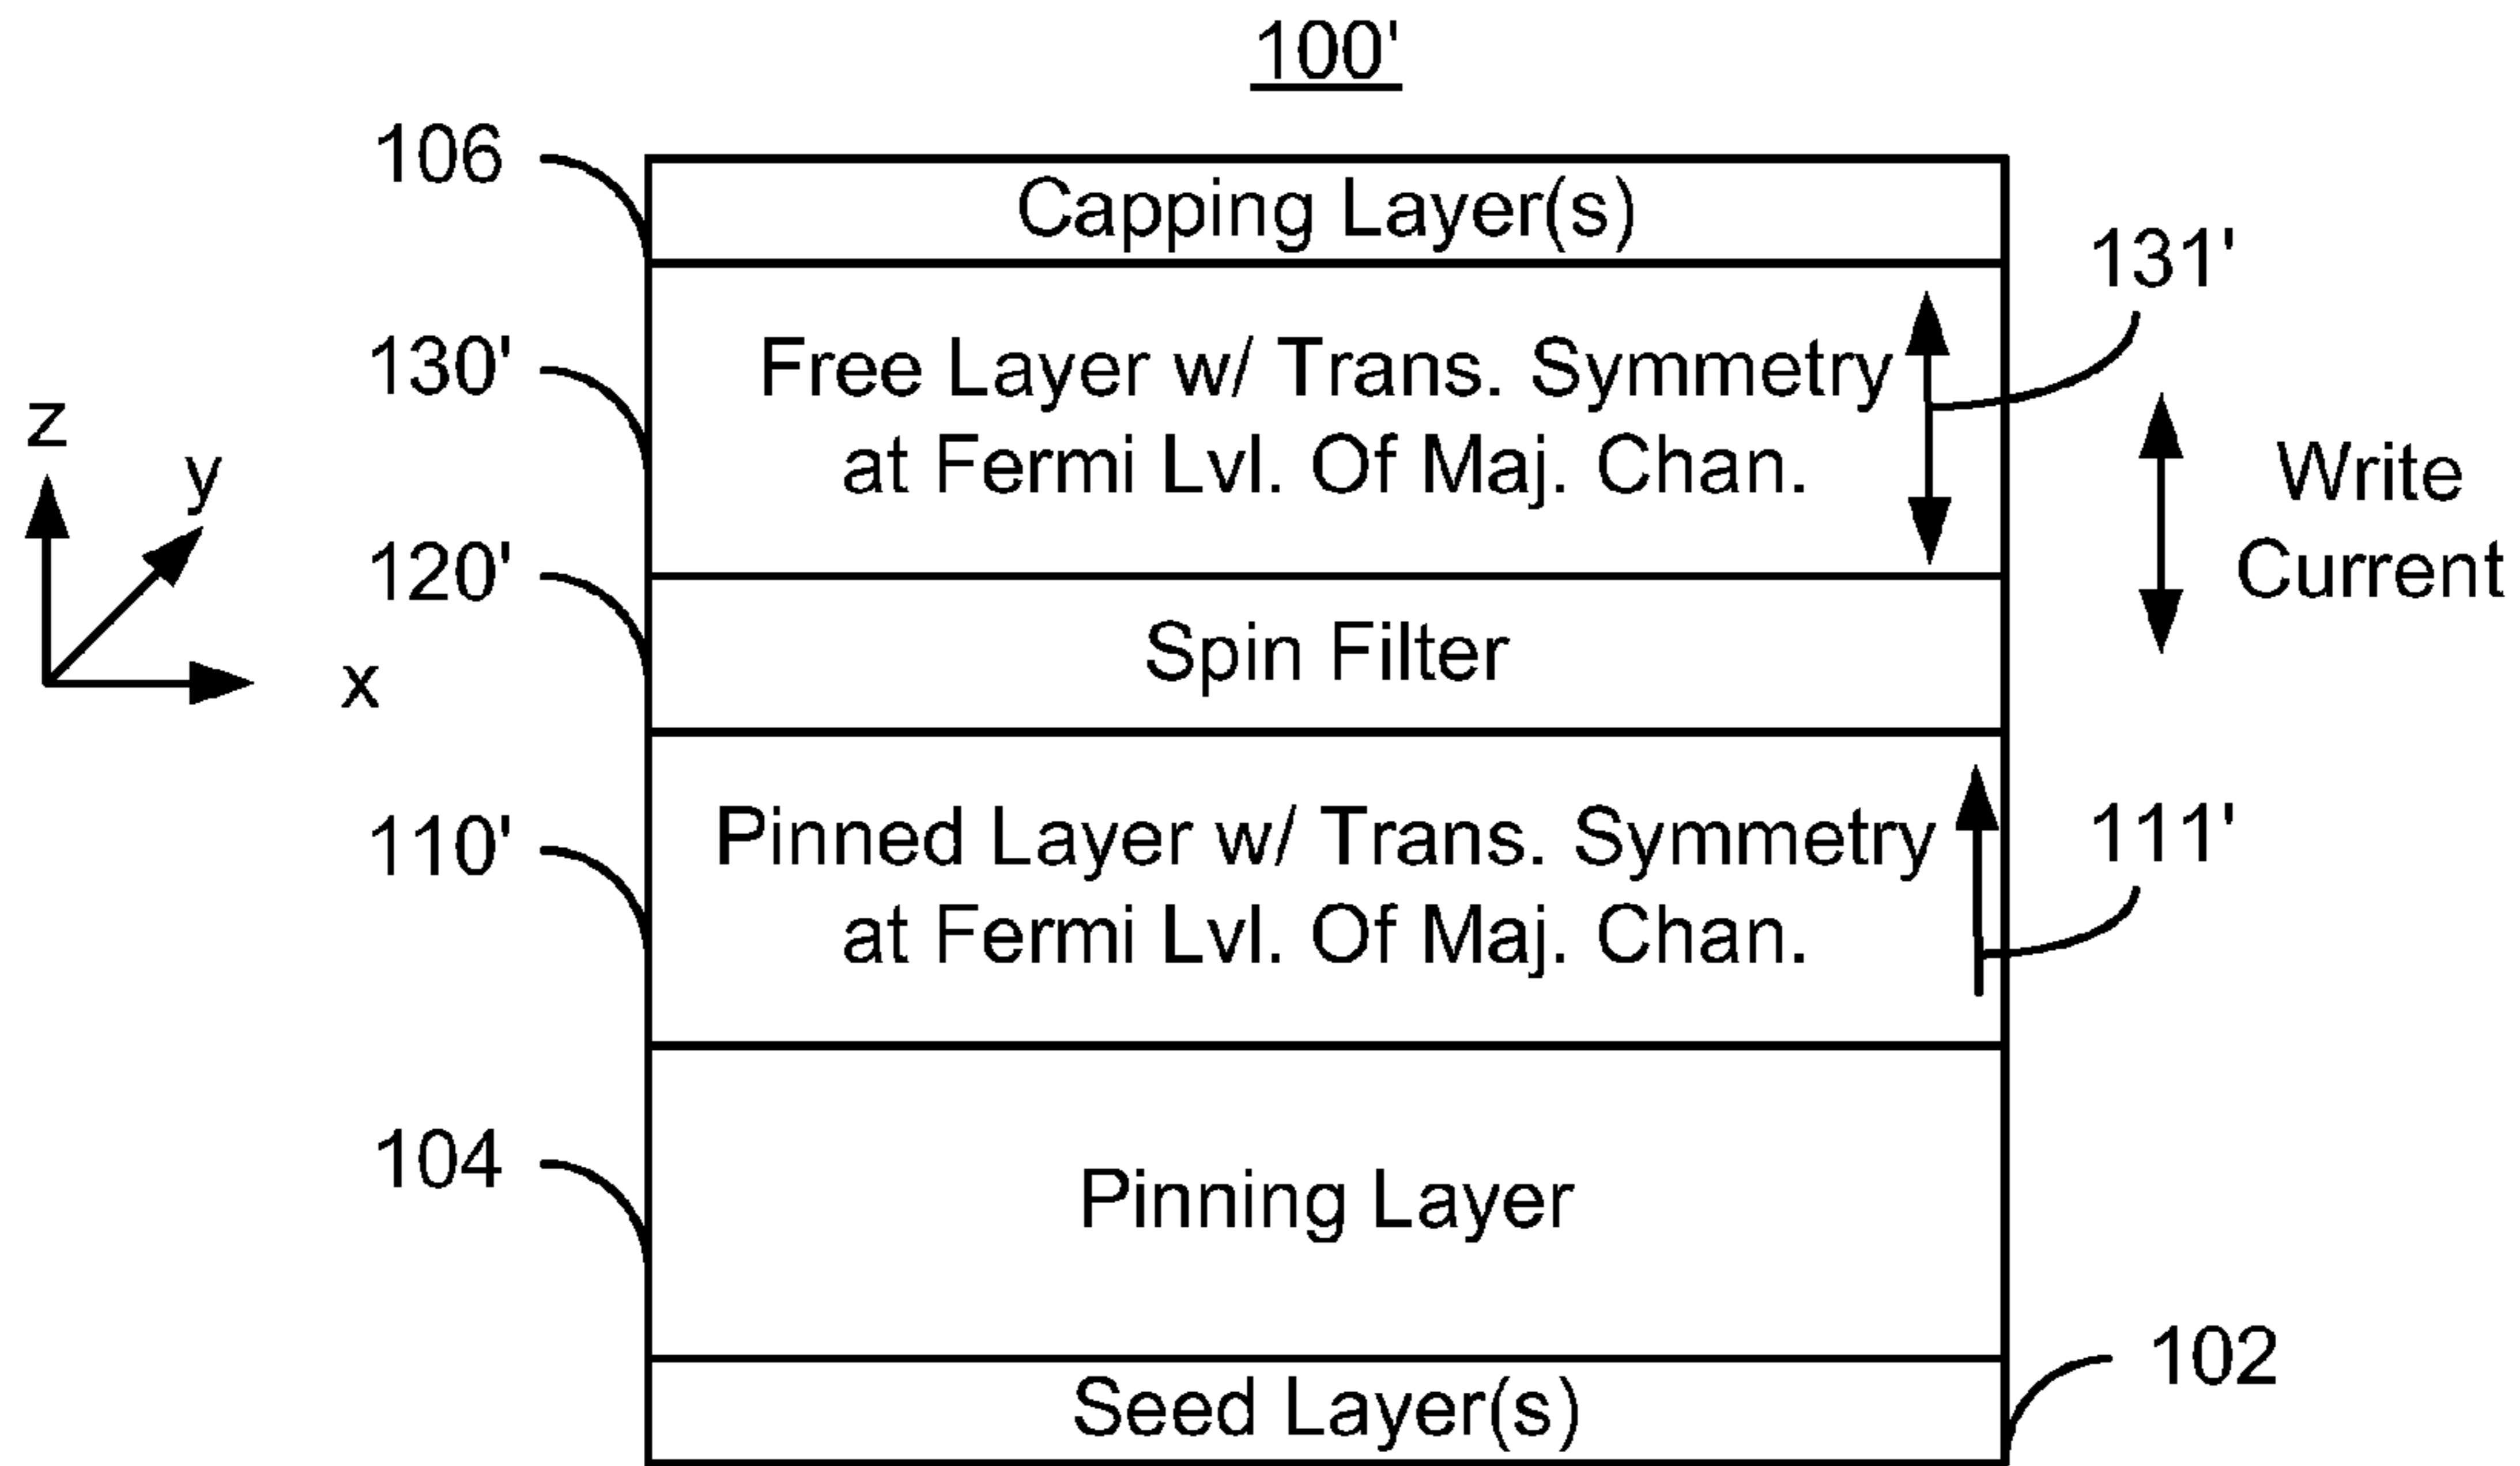 100'
106
Capping Layer(s)
131'
130'
Free Layer w/ Trans. Symmetry
at Fermi Lvl. Of Maj. Chan.
z
y
x
Write
Current
120'
Spin Filter
110'
Pinned Layer w/ Trans. Symmetry
at Fermi Lvl. Of Maj. Chan.
111'
104
Pinning Layer
102
Seed Layer(s)